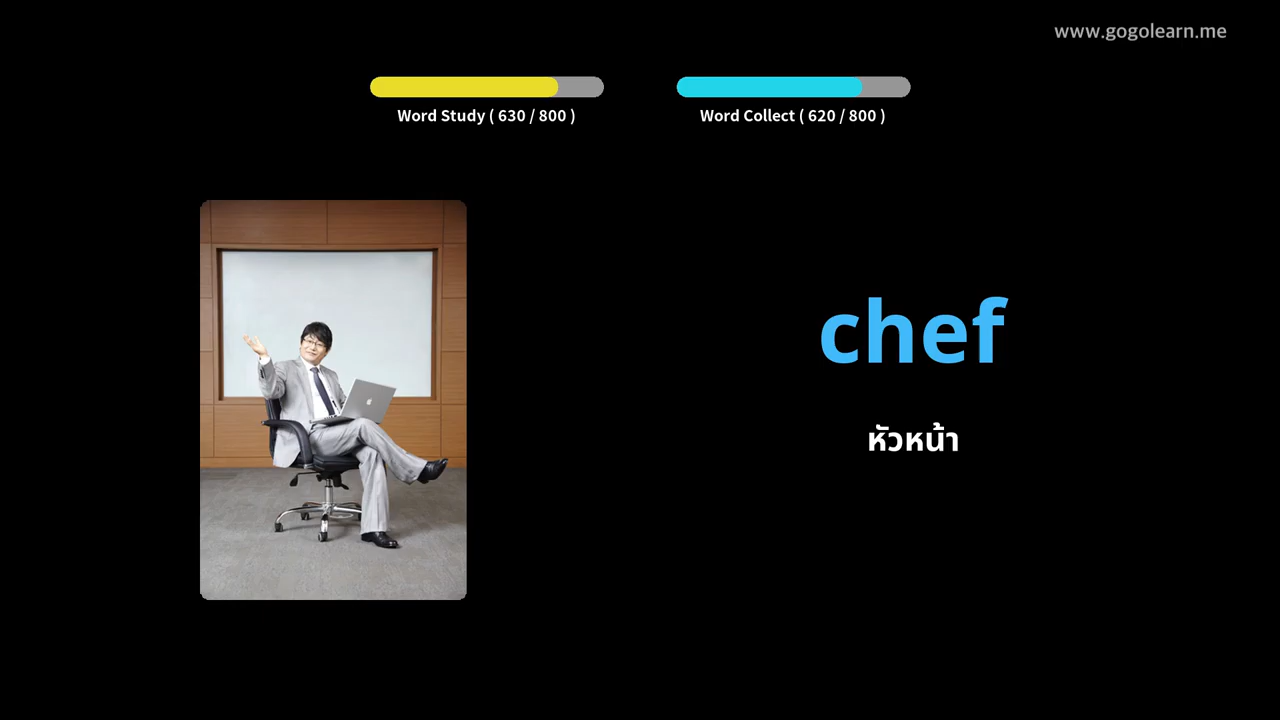 www.gogolearn.me
Word Study ( 630 / 800 )
Word Collect ( 620 / 800 )
chef
หัวหน้า